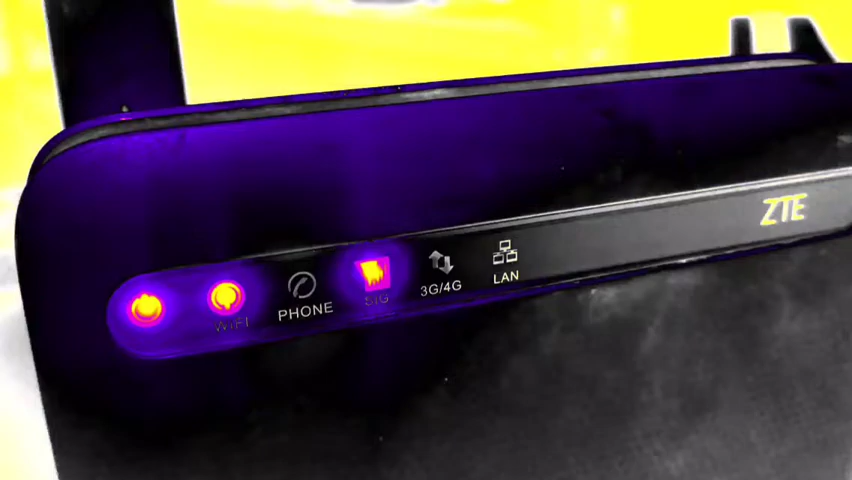 ZTE
WiFi
PHONE
SIG
3G/4G
LAN